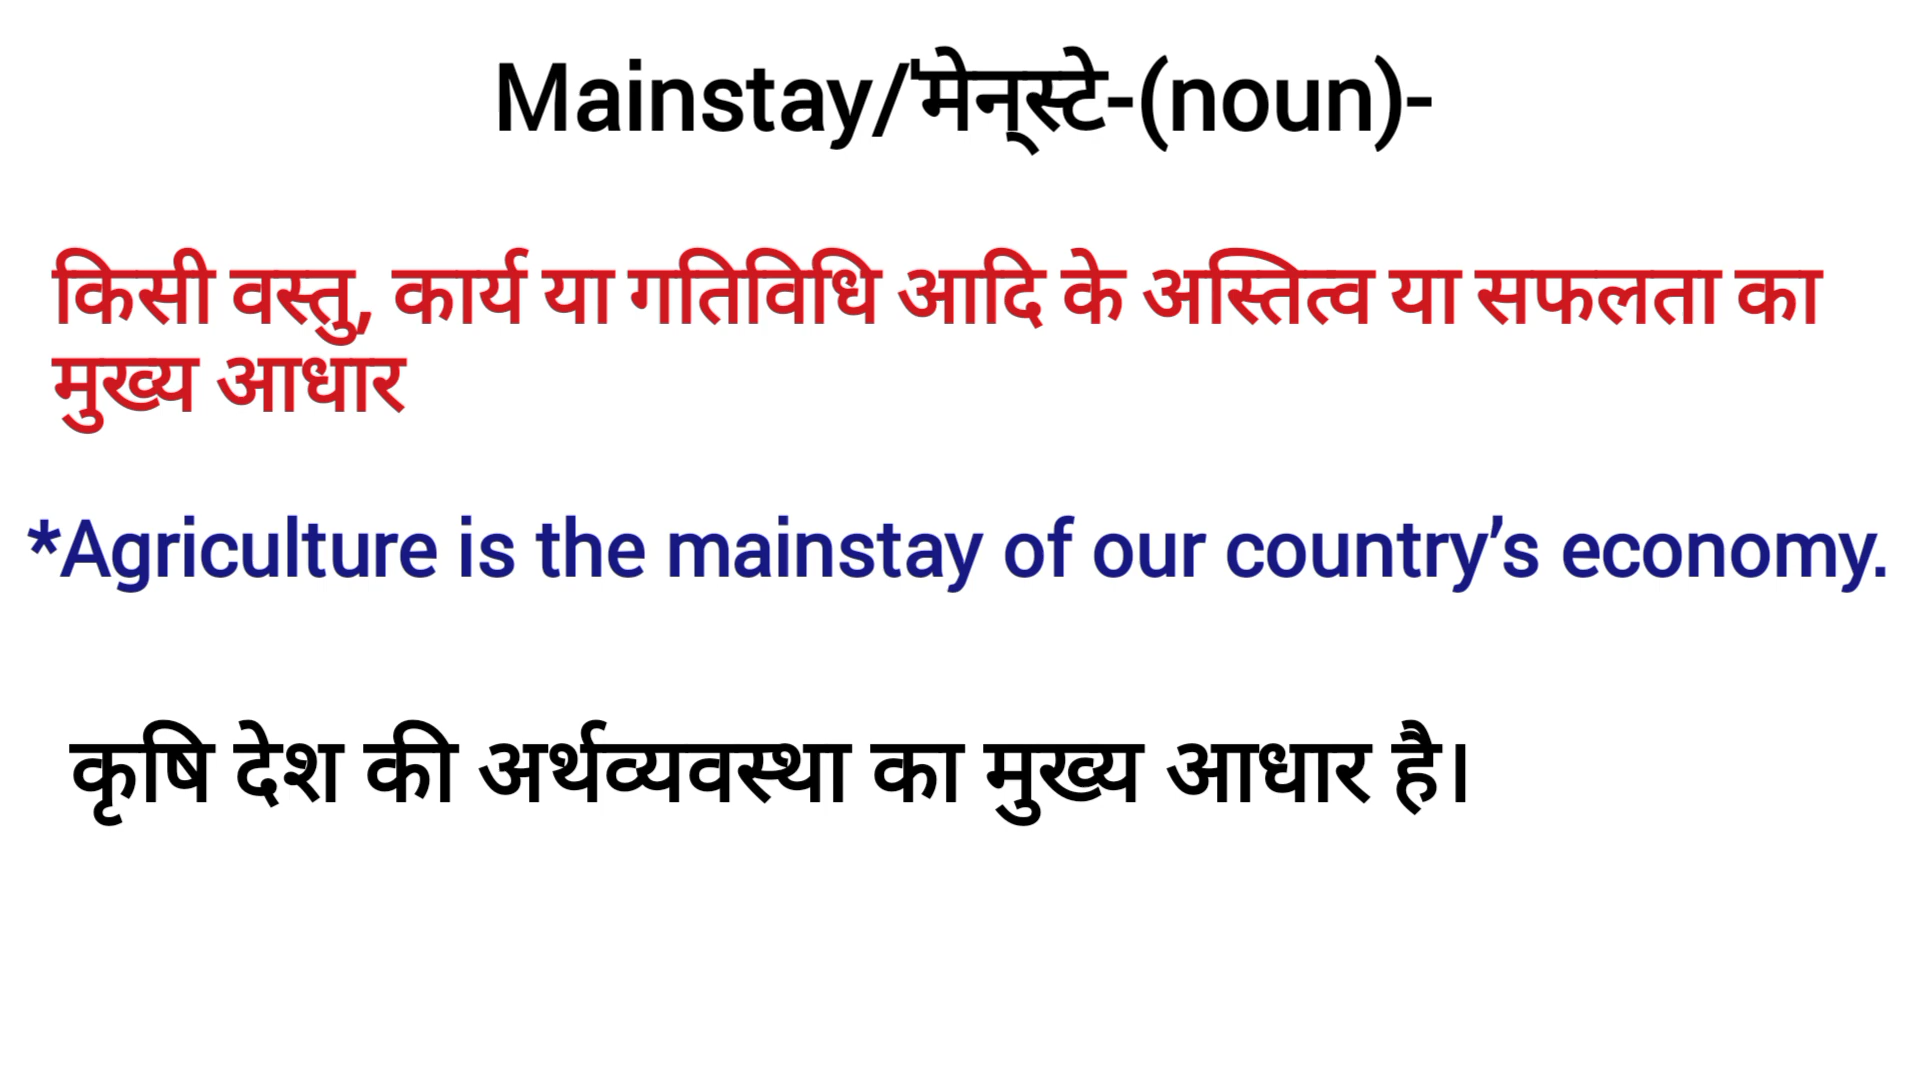 Mainstay/'मेन्स्टे-(noun)-
किसी वस्तु, कार्य या गतिविधि आदि के अस्तित्व या सफलता का
मुख्य आधार
*Agriculture is the mainstay of our country’s economy.
कृषि देश की अर्थव्यवस्था का मुख्य आधार है।